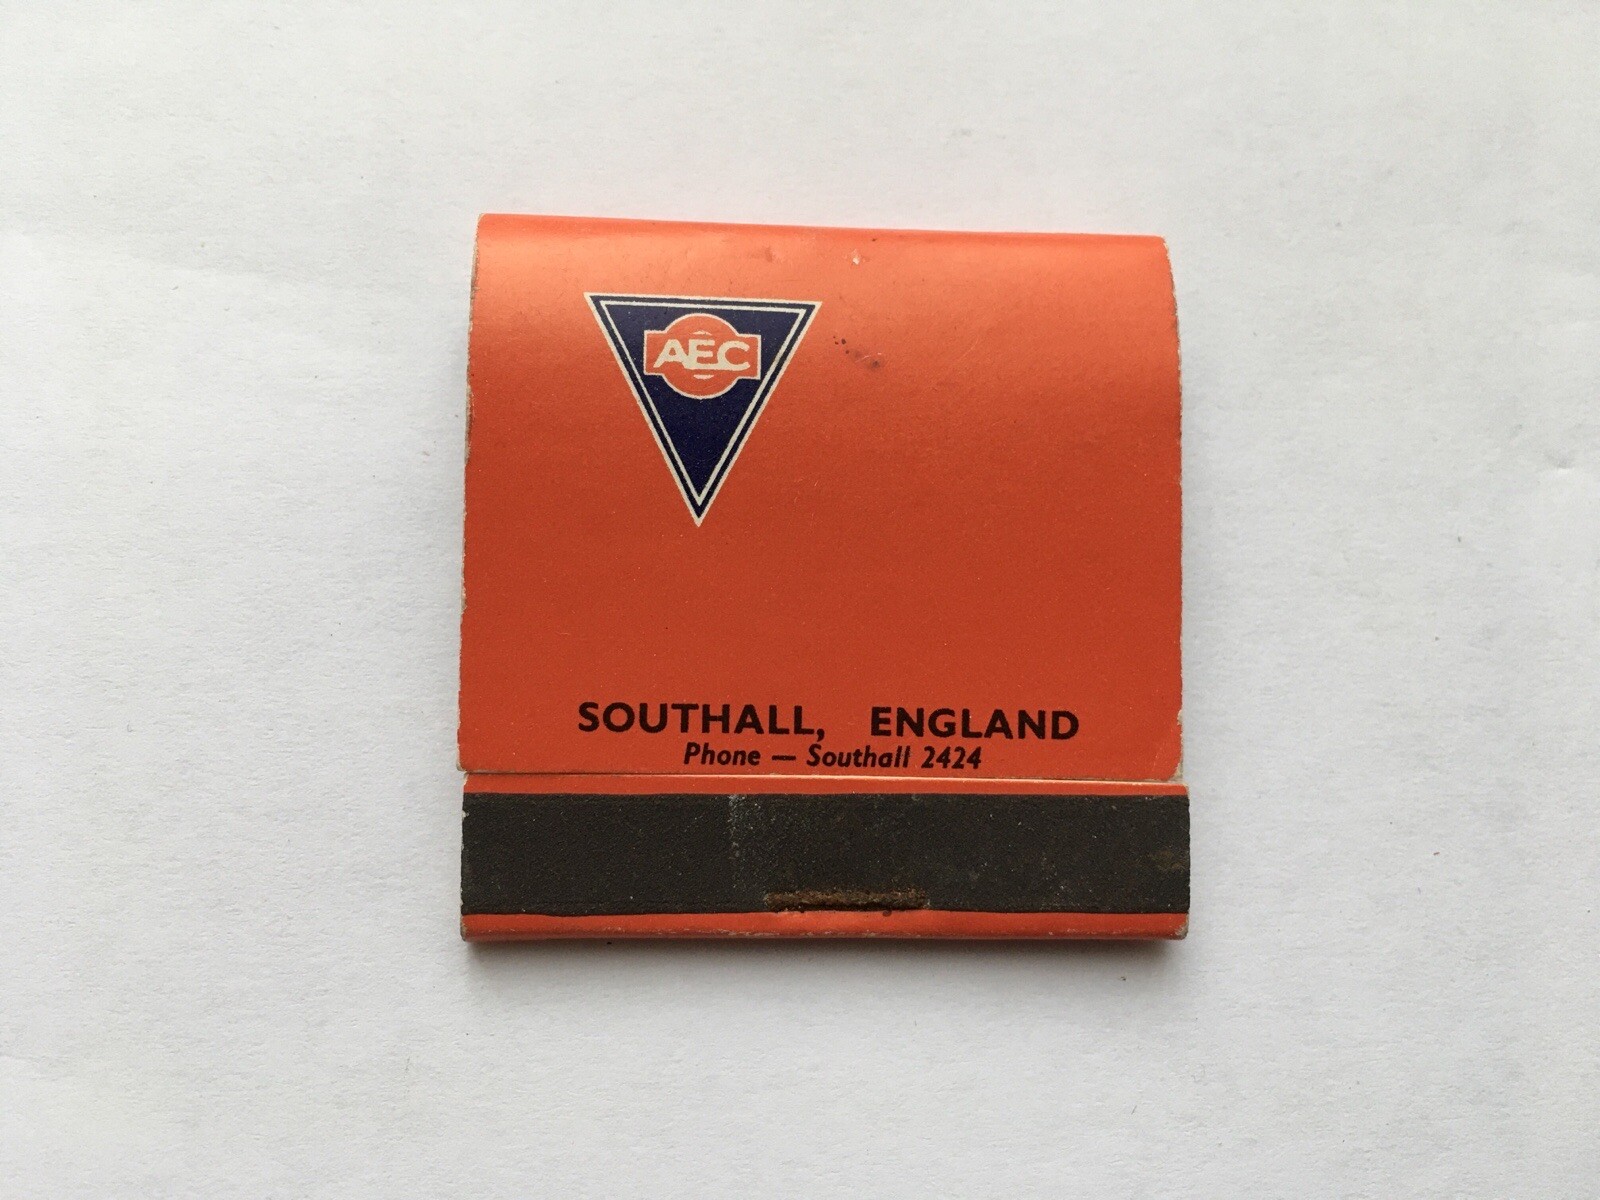 AEC
SOUTHALL, ENGLAND
Phone — Southall 2424